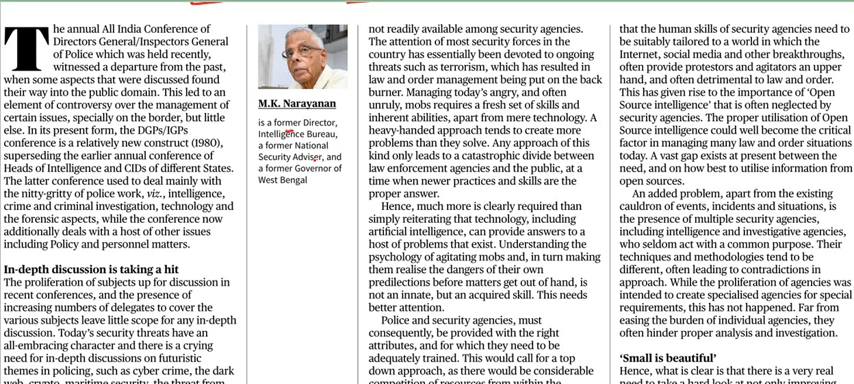 The annual All India Conference of
Directors General/Inspectors General
of Police which was held recently,
witnessed a departure from the past,
when some aspects that were discussed found
their way into the public domain. This led to an
element of controversy over the management of
certain issues, specially on the border, but little
else. In its present form, the DGPs/IGPs
conference is a relatively new construct (1980),
superseding the earlier annual conference of
Heads of Intelligence and CIDs of different States.
The latter conference used to deal mainly with
the nitty-gritty of police work, viz., intelligence,
crime and criminal investigation, technology and
the forensic aspects, while the conference now
additionally deals with a host of other issues
including Policy and personnel matters.
In-depth discussion is taking a hit
The proliferation of subjects up for discussion in
recent conferences, and the presence of
increasing numbers of delegates to cover the
various subjects leave little scope for any in-depth
discussion. Today's security threats have an
all-embracing character and there is a crying
need for in-depth discussions on futuristic
themes in policing, such as cyber crime, the dark
web, crypto, maritime security, the threat from
M.K. Narayanan
is a former Director,
Intelligence Bureau,
a former National
Security Adviser, and
a former Governor of
West Bengal
not readily available among security agencies.
The attention of most security forces in the
country has essentially been devoted to ongoing
threats such as terrorism, which has resulted in
law and order management being put on the back
burner. Managing today's angry, and often
unruly, mobs requires a fresh set of skills and
inherent abilities, apart from mere technology. A
heavy-handed approach tends to create more
problems than they solve. Any approach of this
kind only leads to a catastrophic divide between
law enforcement agencies and the public, at a
time when newer practices and skills are the
proper answer.
Hence, much more is clearly required than
simply reiterating that technology, including
artificial intelligence, can provide answers to a
host of problems that exist. Understanding the
psychology of agitating mobs and, in turn making
them realise the dangers of their own
predilections before matters get out of hand, is
not an innate, but an acquired skill. This needs
better attention.
Police and security agencies, must
consequently, be provided with the right
attributes, and for which they need to be
adequately trained. This would call for a top
down approach, as there would be considerable
competition of resources from within the
that the human skills of security agencies need to
be suitably tailored to a world in which the
Internet, social media and other breakthroughs,
often provide protestors and agitators an upper
hand, and often detrimental to law and order.
This has given rise to the importance of 'Open
Source intelligence' that is often neglected by
security agencies. The proper utilisation of Open
Source intelligence could well become the critical
factor in managing many law and order situations
today. A vast gap exists at present between the
need, and on how best to utilise information from
open sources.
An added problem, apart from the existing
cauldron of events, incidents and situations, is
the presence of multiple security agencies,
including intelligence and investigative agencies,
who seldom act with a common purpose. Their
techniques and methodologies tend to be
different, often leading to contradictions in
approach. While the proliferation of agencies was
intended to create specialised agencies for special
requirements, this has not happened. Far from
easing the burden of individual agencies, they
often hinder proper analysis and investigation.
'Small is beautiful'
Hence, what is clear is that there is a very real
need to take a hard look at not only improving